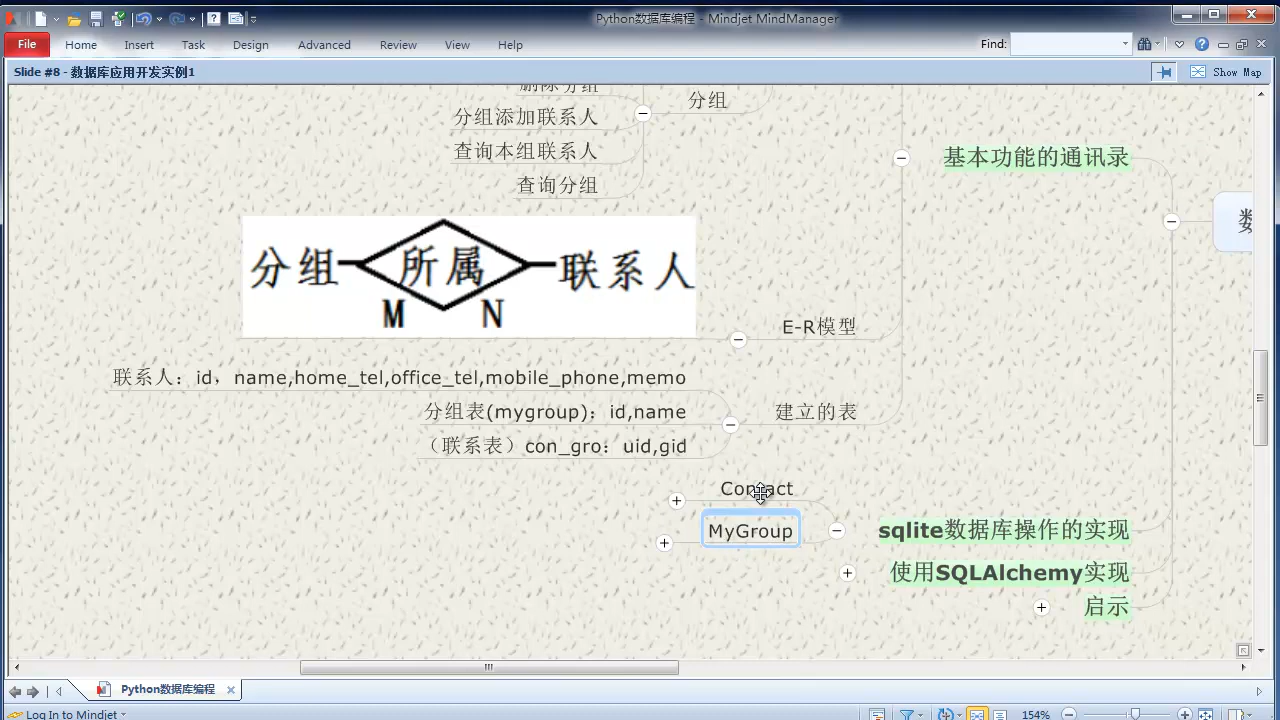 Python数据库编程 - Mindjet MindManager
File Home Insert Task Design Advanced Review View Help Find:
Slide #8 - 数据库应用开发实例1 Show Map
删除分组
分组
分组添加联系人
查询本组联系人
基本功能的通讯录
查询分组
分组 所属 联系人
M N
E-R模型
联系人：id，name,home_tel,office_tel,mobile_phone,memo
分组表(mygroup)：id,name
建立的表
（联系表）con_gro：uid,gid
Contact
MyGroup
sqlite数据库操作的实现
使用SQLAlchemy实现
启示
Python数据库编程
Log In to Mindjet 154%